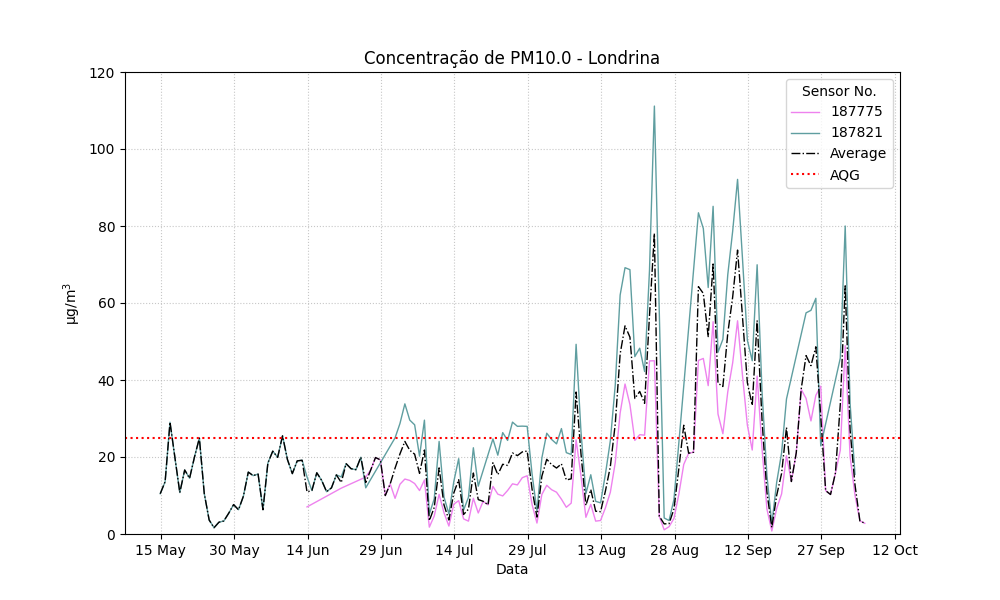 Concentração de PM10.0 - Londrina
120
100
80
60
40
20
0
µg/m³
Sensor No.
187775
187821
Average
AQG
15 May 30 May 14 Jun 29 Jun 14 Jul 29 Jul 13 Aug 28 Aug 12 Sep 27 Sep 12 Oct
Data